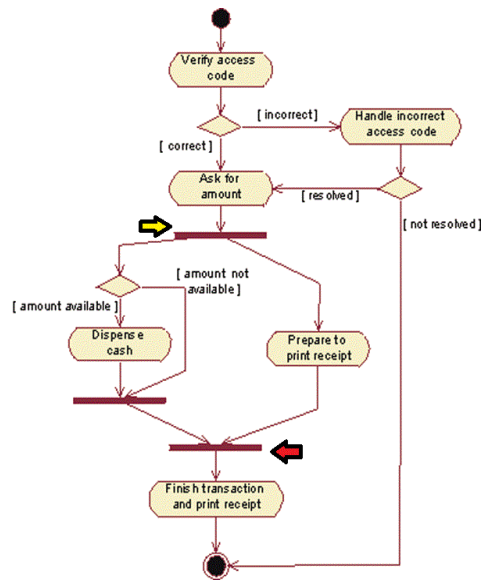 Verify access
code
[ incorrect ]
Handle incorrect
access code
[ correct ]
Ask for
amount
[ resolved ]
[ not resolved ]
[ amount not
available ]
[ amount available ]
Dispense
cash
Prepare to
print receipt
Finish transaction
and print receipt